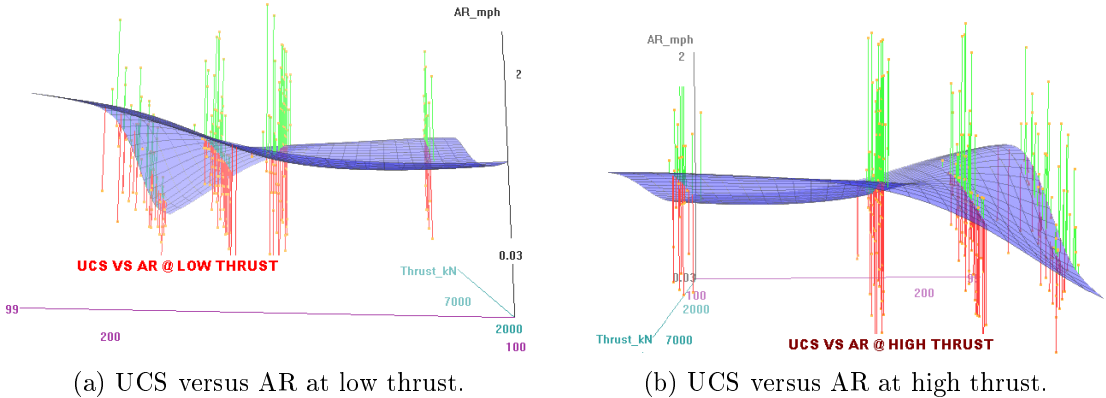 AR_mph
2
0.03
UCS VS AR @ LOW THRUST
Thrust_kN
7000
99
200
2000
100
AR_mph
2
0.03
99
100
200
2000
Thrust_kN
7000
UCS VS AR @ HIGH THRUST
(a) UCS versus AR at low thrust.
(b) UCS versus AR at high thrust.